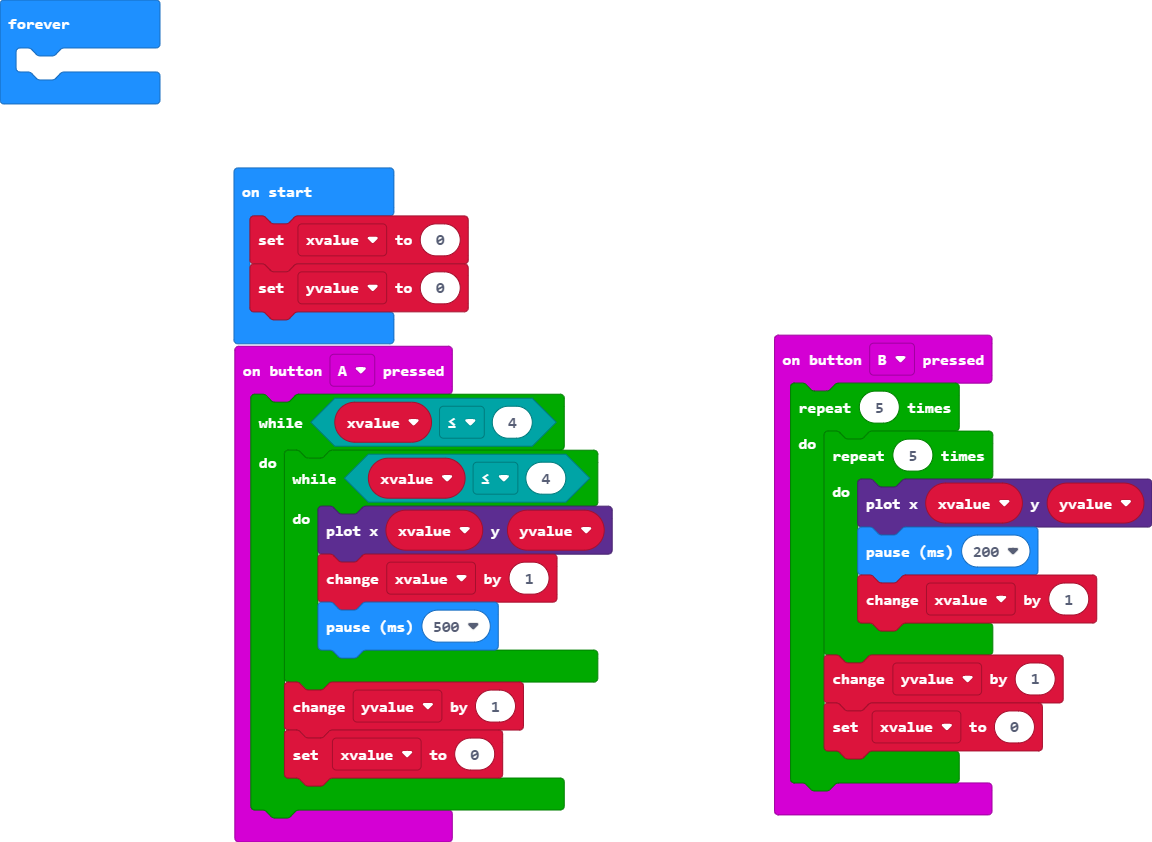 forever
on start
set xvalue to 0
set yvalue to 0
on button A pressed
while xvalue ≤ 4
do
while xvalue ≤ 4
do
plot x xvalue y yvalue
change xvalue by 1
pause (ms) 500
change yvalue by 1
set xvalue to 0
on button B pressed
repeat 5 times
do
repeat 5 times
do
plot x xvalue y yvalue
pause (ms) 200
change xvalue by 1
change yvalue by 1
set xvalue to 0